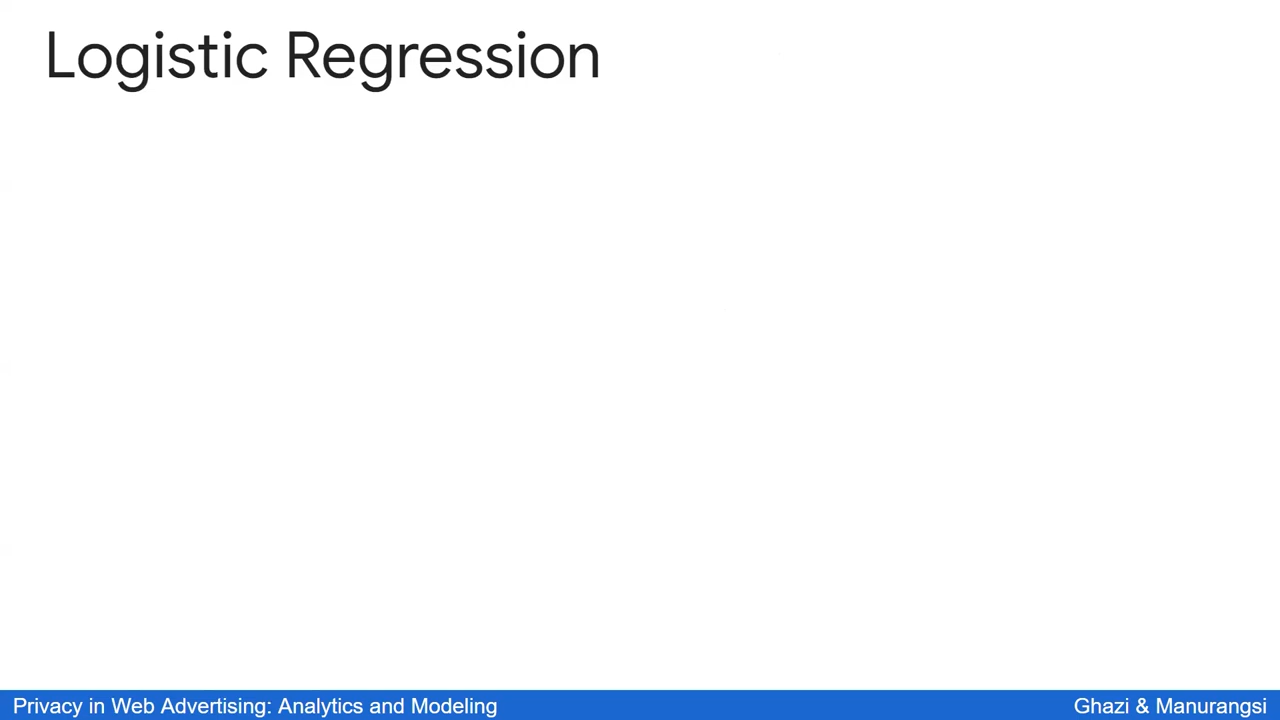 Logistic Regression
Privacy in Web Advertising: Analytics and Modeling
Ghazi & Manurangsi